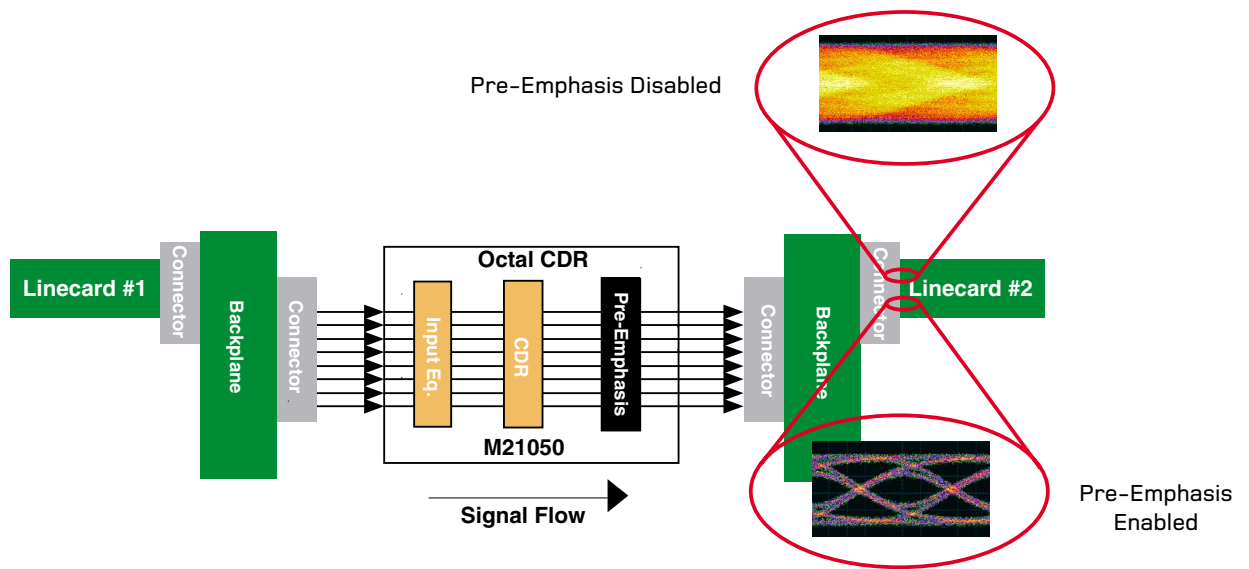 Pre-Emphasis Disabled
Linecard #1
Connector
Backplane
Connector
Octal CDR
Input Eq.
CDR
Pre-Emphasis
M21050
Signal Flow
Connector
Backplane
Connector
Linecard #2
Pre-Emphasis
Enabled